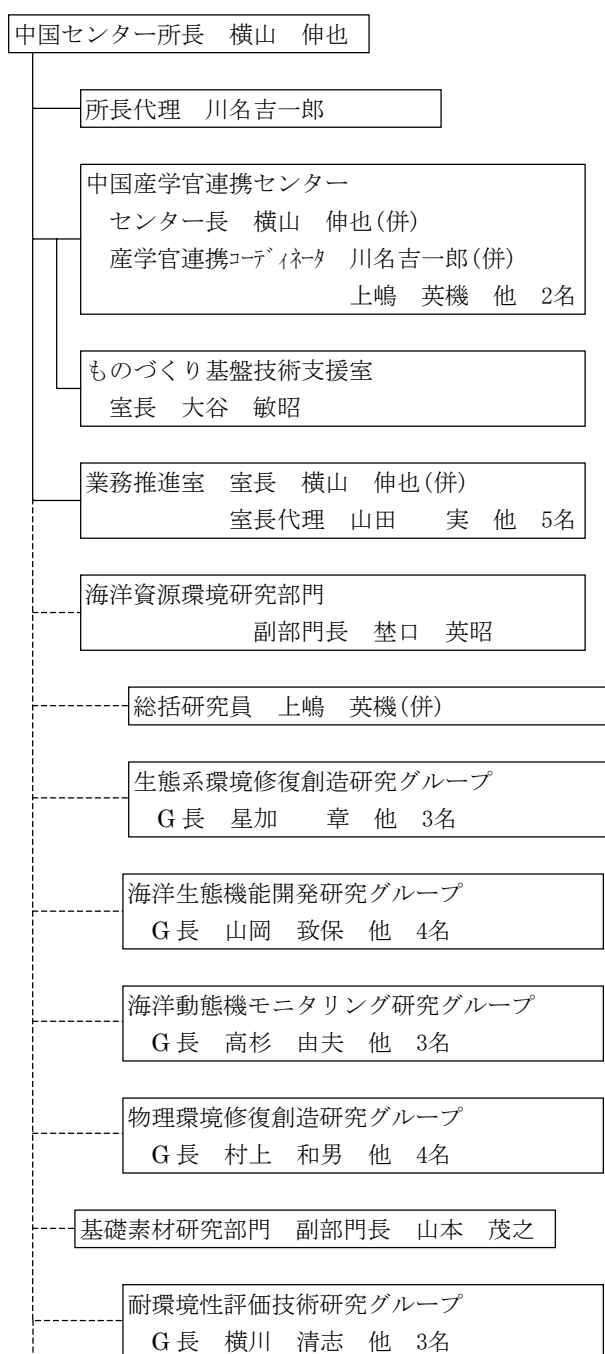 中国センター所長　横山　伸也
所長代理　川名吉一郎
中国産学官連携センター
センター長　横山　伸也(併)
産学官連携ｺｰﾃﾞｨﾈｰﾀ　川名吉一郎(併)
上嶋　英機　他　2名
ものづくり基盤技術支援室
室長　大谷　敏昭
業務推進室　室長　横山　伸也(併)
室長代理　山田　　実　他　5名
海洋資源環境研究部門
副部門長　埜口　英昭
総括研究員　上嶋　英機(併)
生態系環境修復創造研究グループ
G 長　星加　　章　他　3名
海洋生態機能開発研究グループ
G 長　山岡　致保　他　4名
海洋動態機モニタリング研究グループ
G 長　高杉　由夫　他　3名
物理環境修復創造研究グループ
G 長　村上　和男　他　4名
基礎素材研究部門　副部門長　山本　茂之
耐環境性評価技術研究グループ
G 長　横川　清志　他　3名